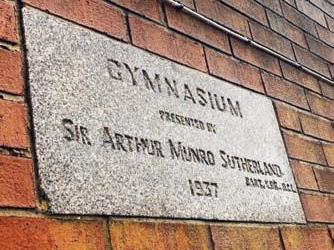 GYMNASIUM
PRESENTED BY
SIR ARTHUR MUNRO SUTHERLAND.
BART. K.B.E. D.C.L.
1937